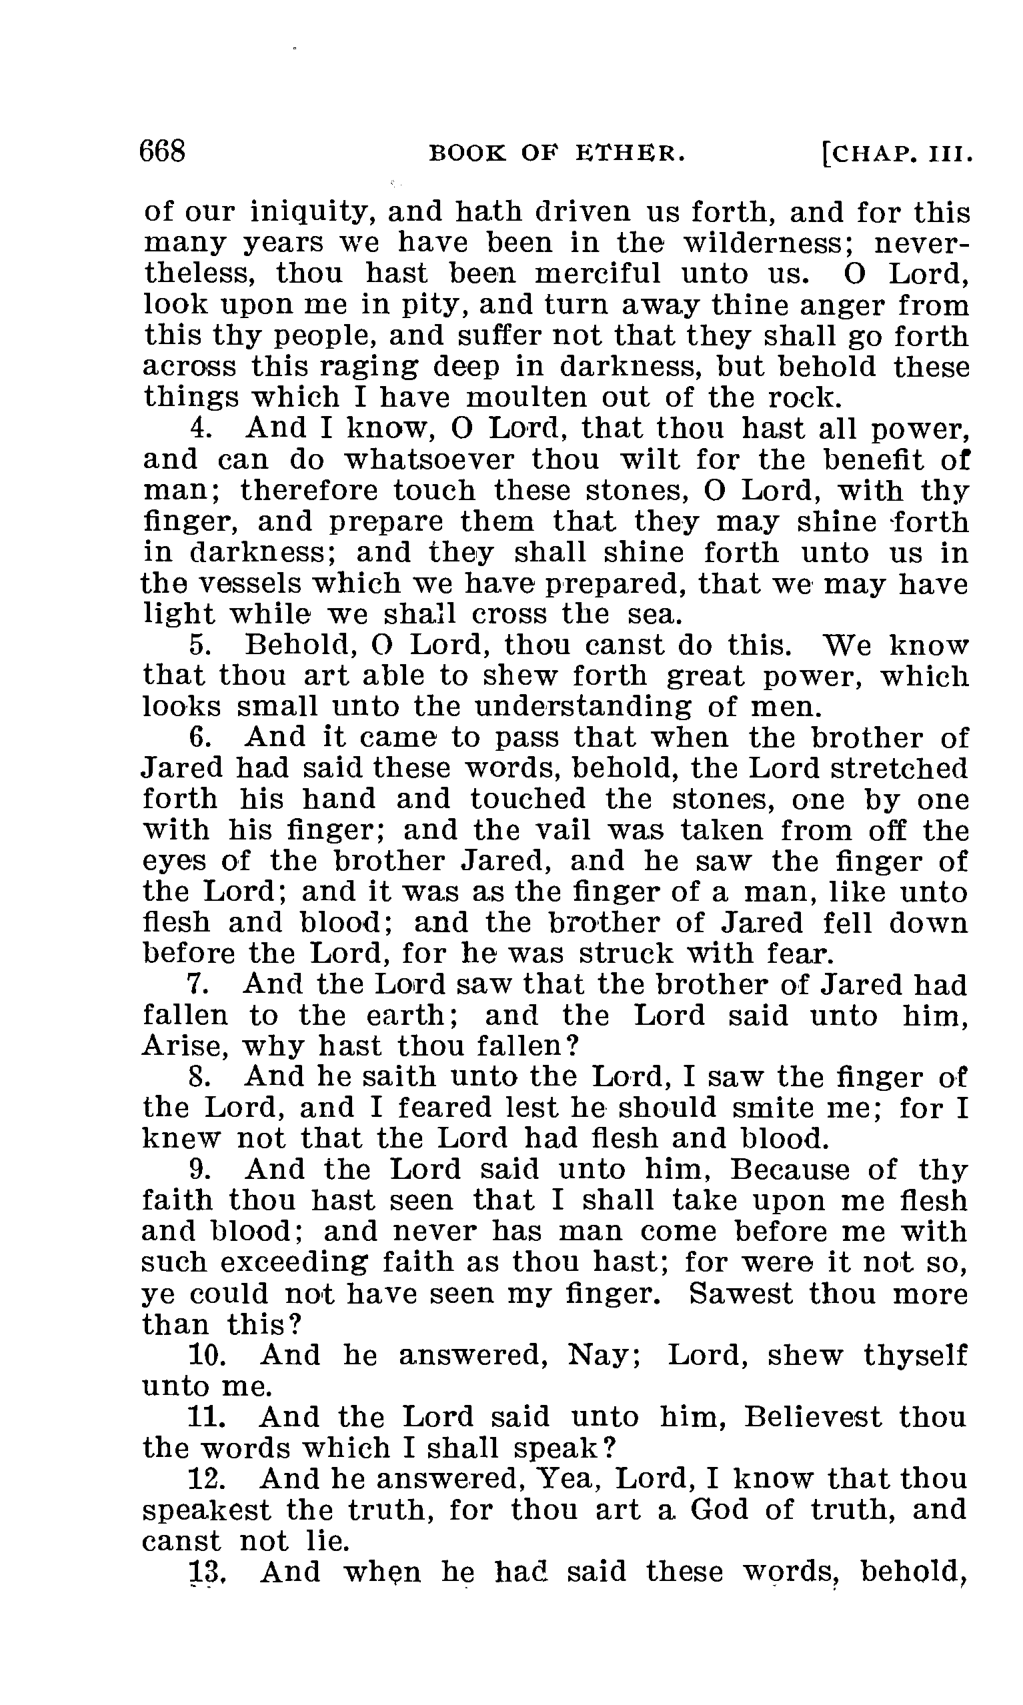 668 BOOK OF ETHER. [CHAP. III.
of our iniquity, and hath driven us forth, and for this
many years we have been in the wilderness; never-
theless, thou hast been merciful unto us. O Lord,
look upon me in pity, and turn away thine anger from
this thy people, and suffer not that they shall go forth
across this raging deep in darkness, but behold these
things which I have moulten out of the rock.
4. And I know, O Lord, that thou hast all power,
and can do whatsoever thou wilt for the benefit of
man; therefore touch these stones, O Lord, with thy
finger, and prepare them that they may shine forth
in darkness; and they shall shine forth unto us in
the vessels which we have prepared, that we may have
light while we shall cross the sea.
5. Behold, O Lord, thou canst do this. We know
that thou art able to shew forth great power, which
looks small unto the understanding of men.
6. And it came to pass that when the brother of
Jared had said these words, behold, the Lord stretched
forth his hand and touched the stones, one by one
with his finger; and the vail was taken from off the
eyes of the brother Jared, and he saw the finger of
the Lord; and it was as the finger of a man, like unto
flesh and blood; and the brother of Jared fell down
before the Lord, for he was struck with fear.
7. And the Lord saw that the brother of Jared had
fallen to the earth; and the Lord said unto him,
Arise, why hast thou fallen?
8. And he saith unto the Lord, I saw the finger of
the Lord, and I feared lest he should smite me; for I
knew not that the Lord had flesh and blood.
9. And the Lord said unto him, Because of thy
faith thou hast seen that I shall take upon me flesh
and blood; and never has man come before me with
such exceeding faith as thou hast; for were it not so,
ye could not have seen my finger. Sawest thou more
than this?
10. And he answered, Nay; Lord, shew thyself
unto me.
11. And the Lord said unto him, Believest thou
the words which I shall speak?
12. And he answered, Yea, Lord, I know that thou
speakest the truth, for thou art a God of truth, and
canst not lie.
13. And when he had said these words, behold,